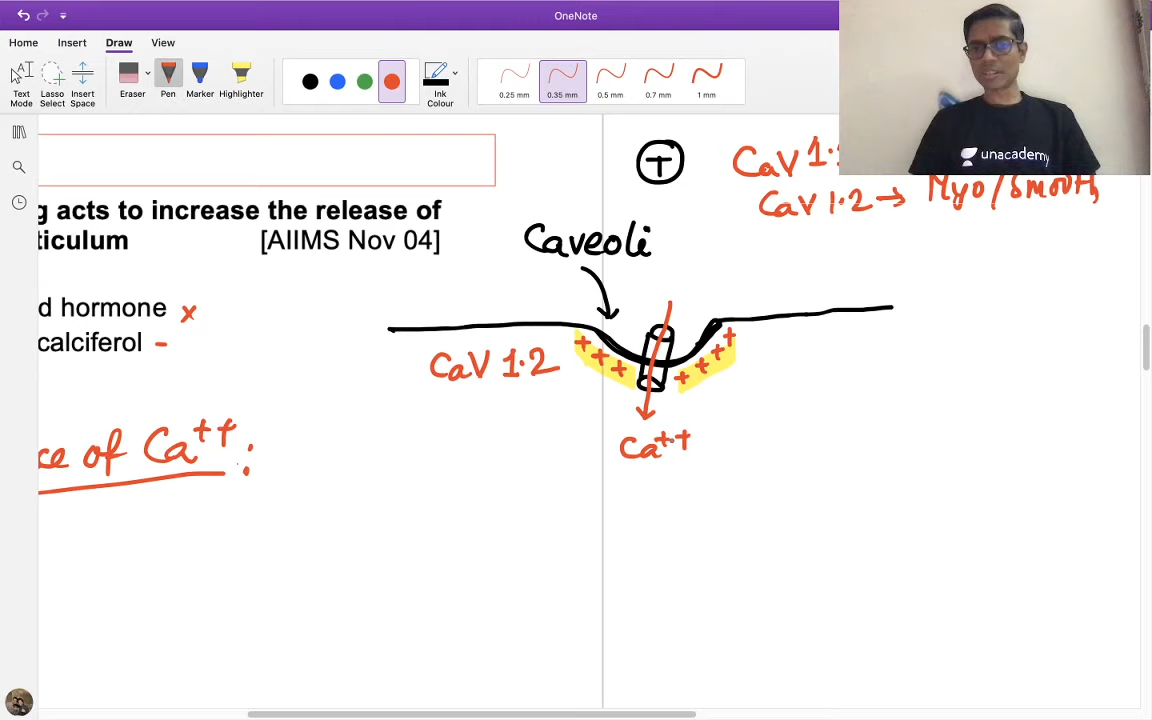 OneNote
Home Insert Draw View
Text Mode
Lasso Select
Insert Space
Eraser
Pen
Marker
Highlighter
Ink Colour
0.25 mm
0.35 mm
0.5 mm
0.7 mm
1 mm
unacademy
+ CaV 1.
CaV 1.2 → Myo/Smooth
g acts to increase the release of
ticulum [AIIMS Nov 04]
Caveoli
d hormone x
calciferol -
CaV 1.2
+ + + + + + +
Ca++
ce of Ca++ :